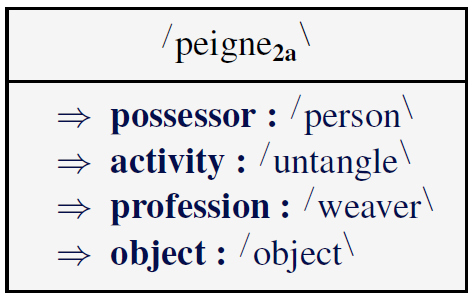 /peigne2a\
⇒ possessor : /person\
⇒ activity : /untangle\
⇒ profession : /weaver\
⇒ object : /object\